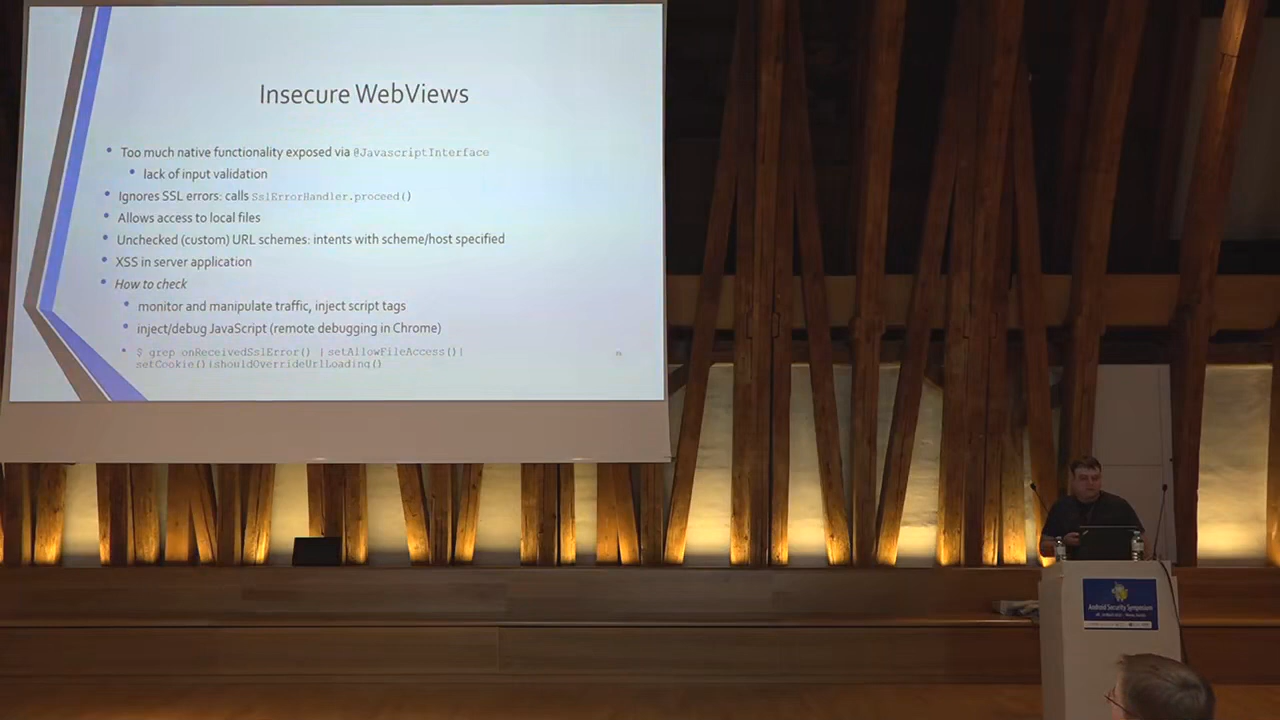 Insecure WebViews
• Too much native functionality exposed via @JavascriptInterface
• lack of input validation
• Ignores SSL errors: calls SslErrorHandler.proceed()
• Allows access to local files
• Unchecked (custom) URL schemes: intents with scheme/host specified
• XSS in server application
• How to check
• monitor and manipulate traffic, inject script tags
• inject/debug JavaScript (remote debugging in Chrome)
• $ grep onReceivedSslError() |setAllowFileAccess()|
setCookie()|shouldOverrideUrlLoading()
Android Security Symposium